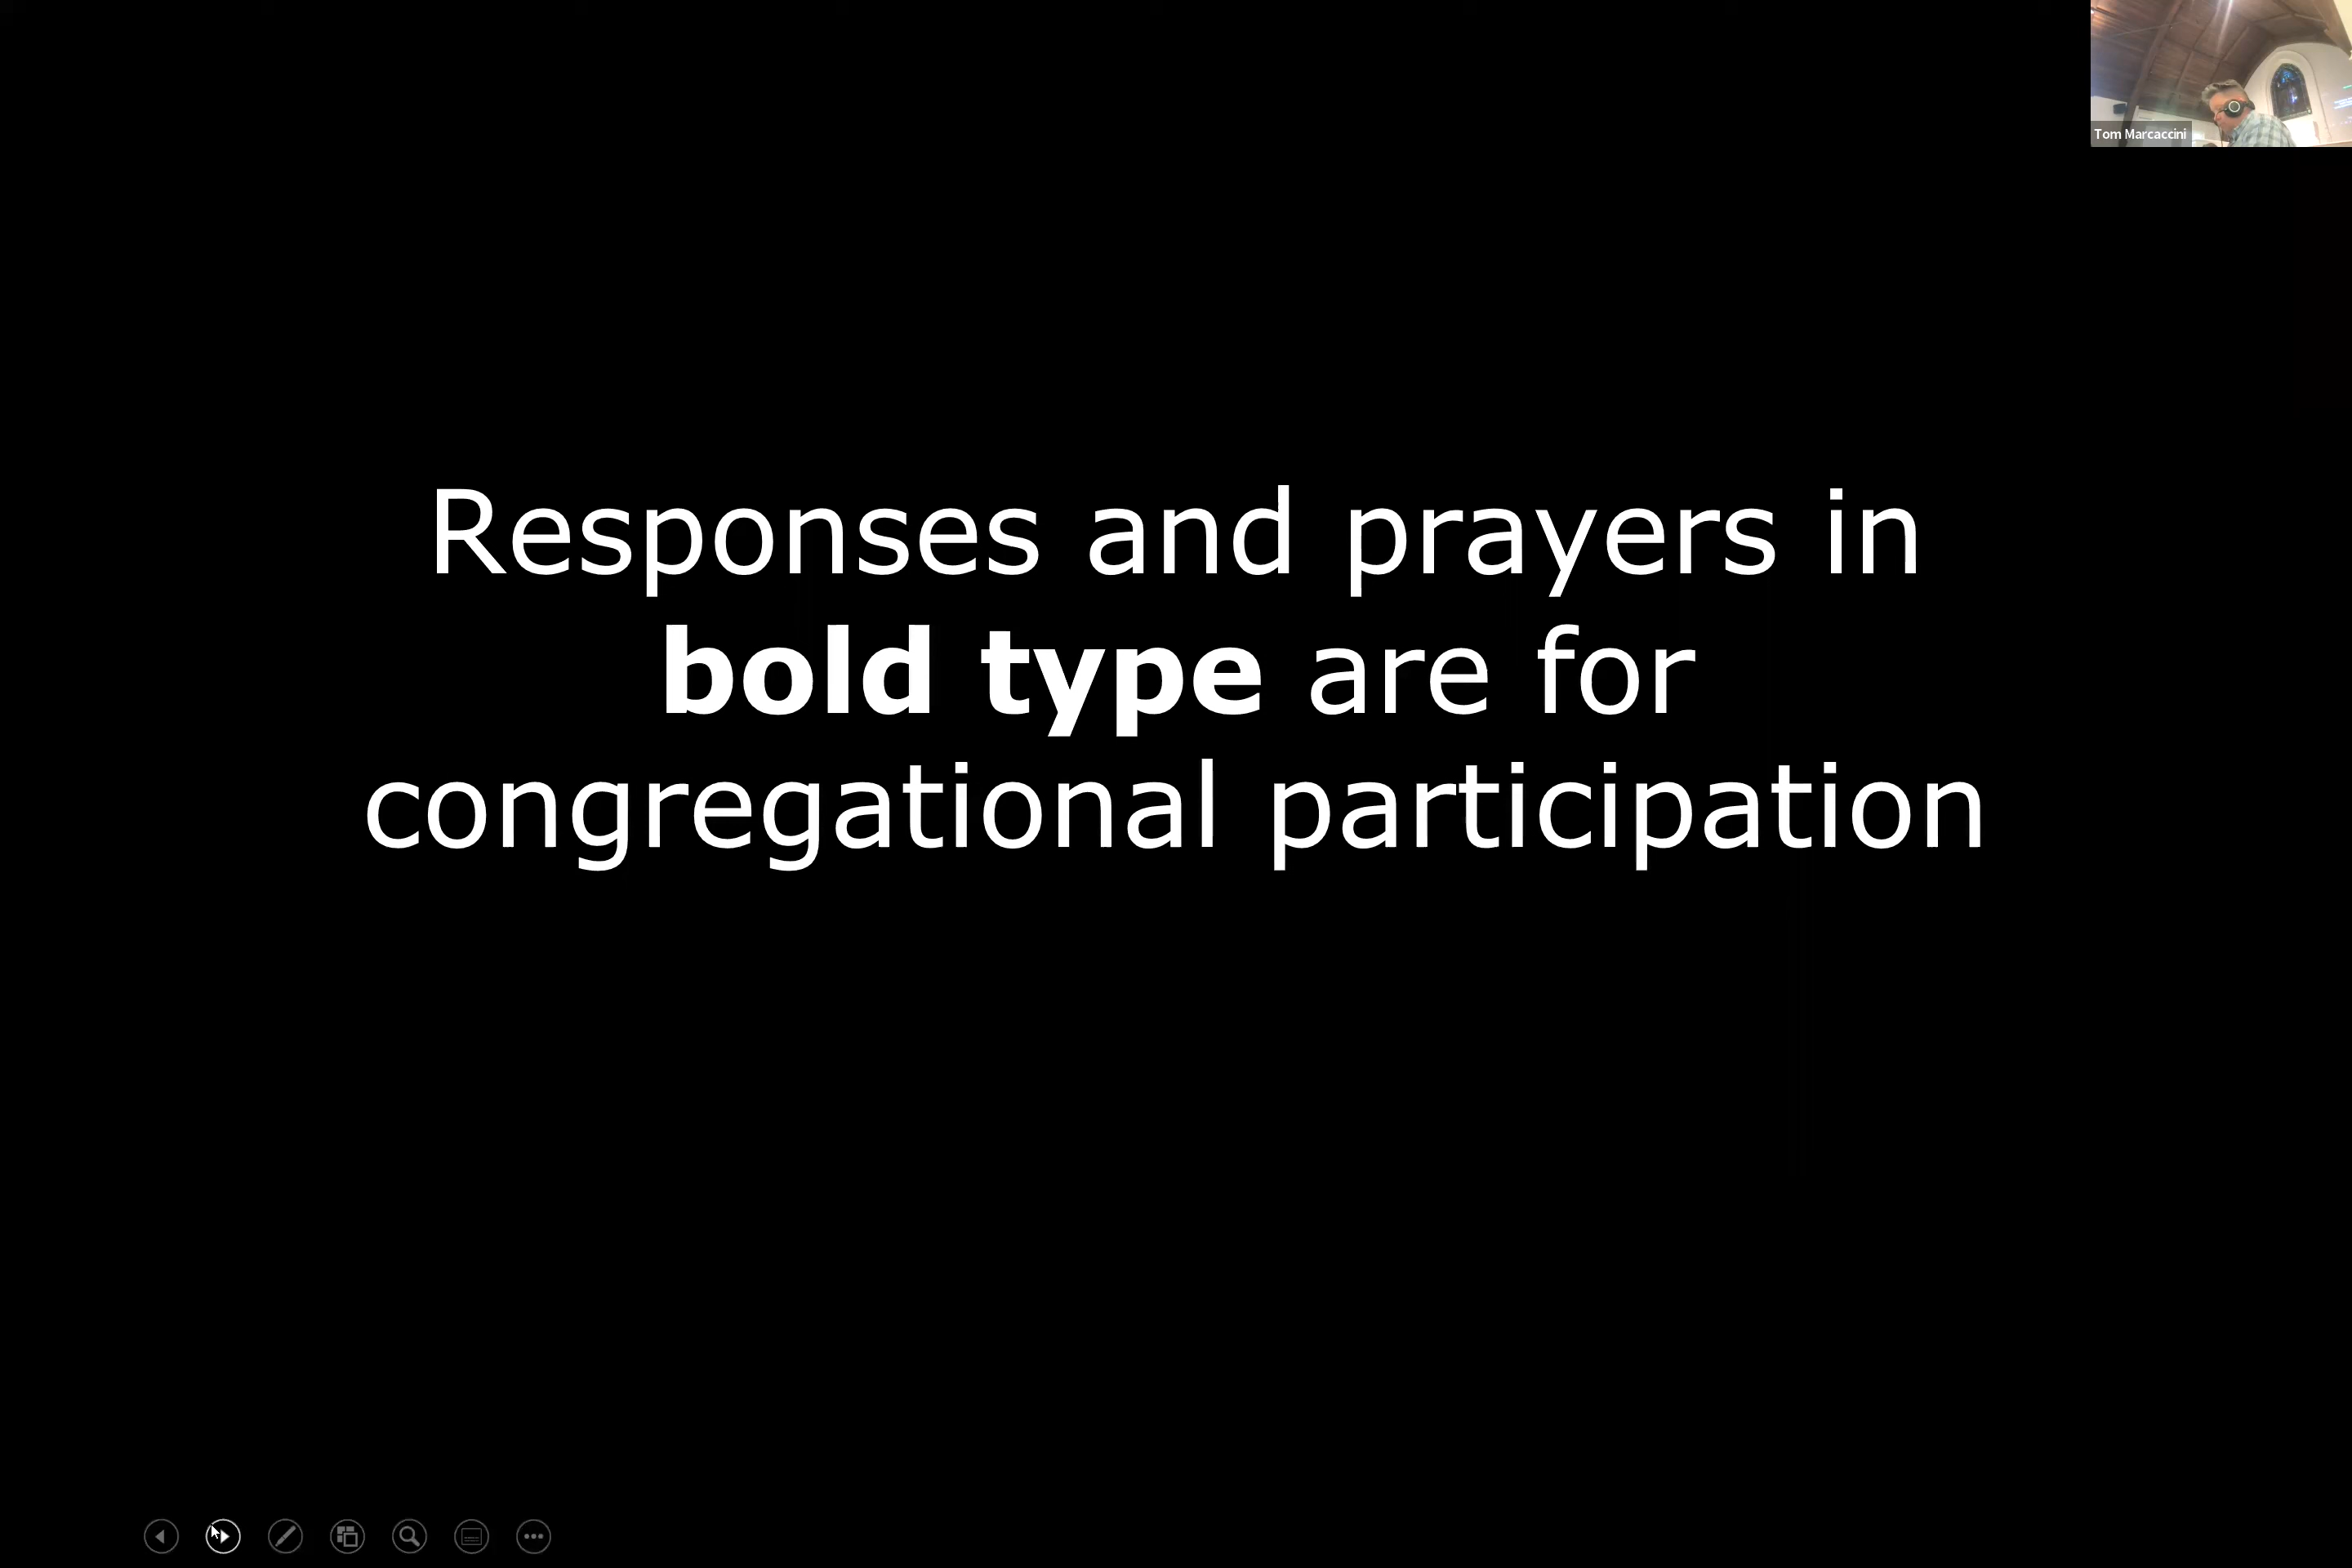 Tom Marcaccini
Responses and prayers in
bold type are for
congregational participation